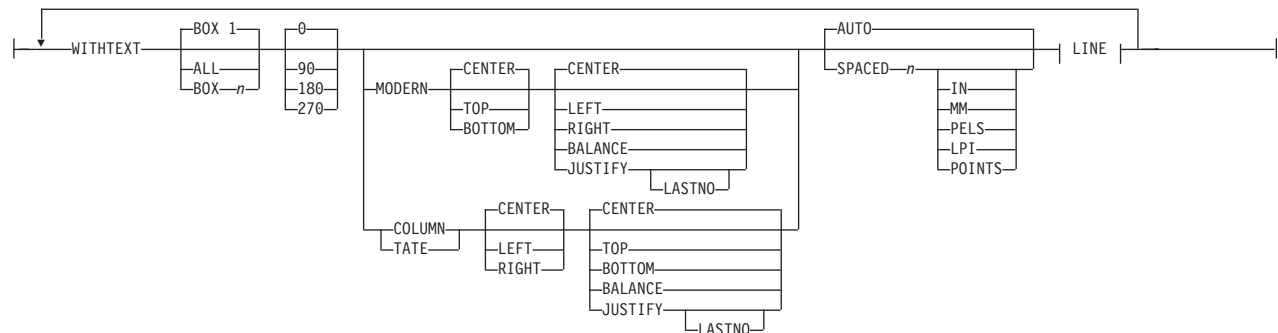 BOX 1
0
AUTO
WITHTEXT
LINE
ALL
90
CENTER
CENTER
SPACED n
BOX n
180
MODERN
IN
270
TOP
LEFT
MM
BOTTOM
RIGHT
PELS
BALANCE
LPI
JUSTIFY
POINTS
LASTNO
CENTER
CENTER
COLUMN
TATE
LEFT
TOP
RIGHT
BOTTOM
BALANCE
JUSTIFY
LASTNO